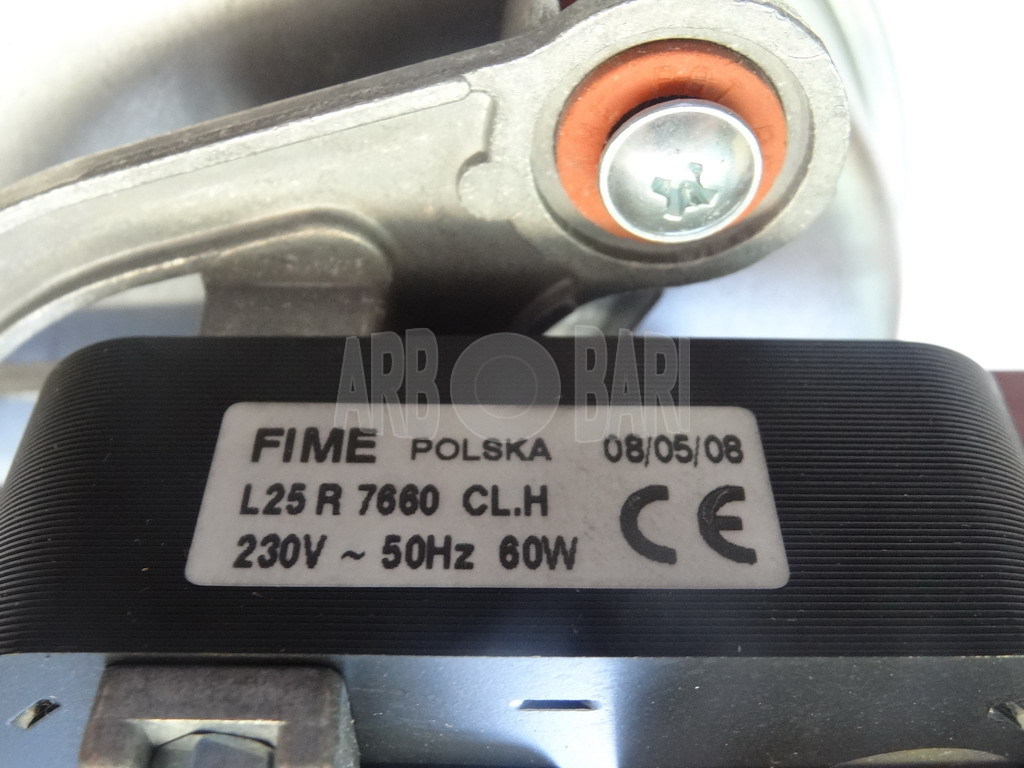 ARB BARI
FIME POLSKA 08/05/08
L25 R 7660 CL.H CE
230V ~ 50Hz 60W